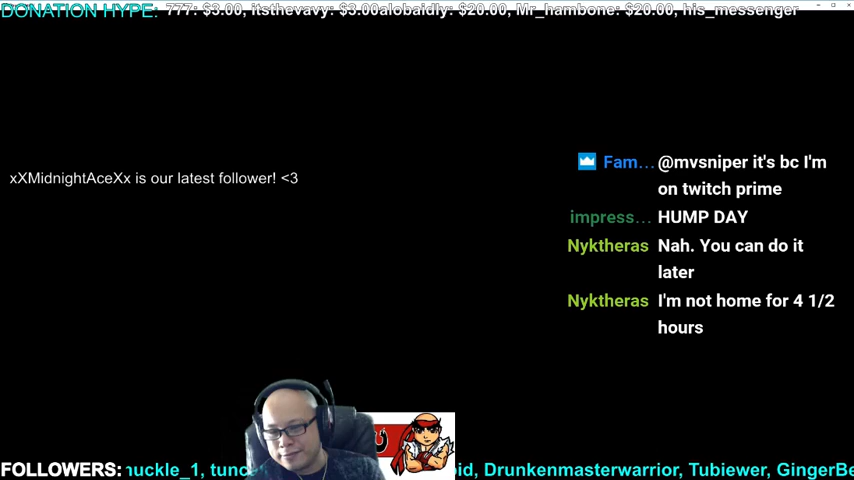 DONATION HYPE: 777: $3.00, itsthevavy: $3.00alobaidly: $20.00, Mr_hambone: $20.00, his_messenger
Fam… @mvsniper it's bc I'm
on twitch prime
xXMidnightAceXx is our latest follower! <3
impress… HUMP DAY
Nyktheras Nah. You can do it
later
Nyktheras I'm not home for 4 1/2
hours
FOLLOWERS: Drunkenmasterwarrior, Tubiewer,